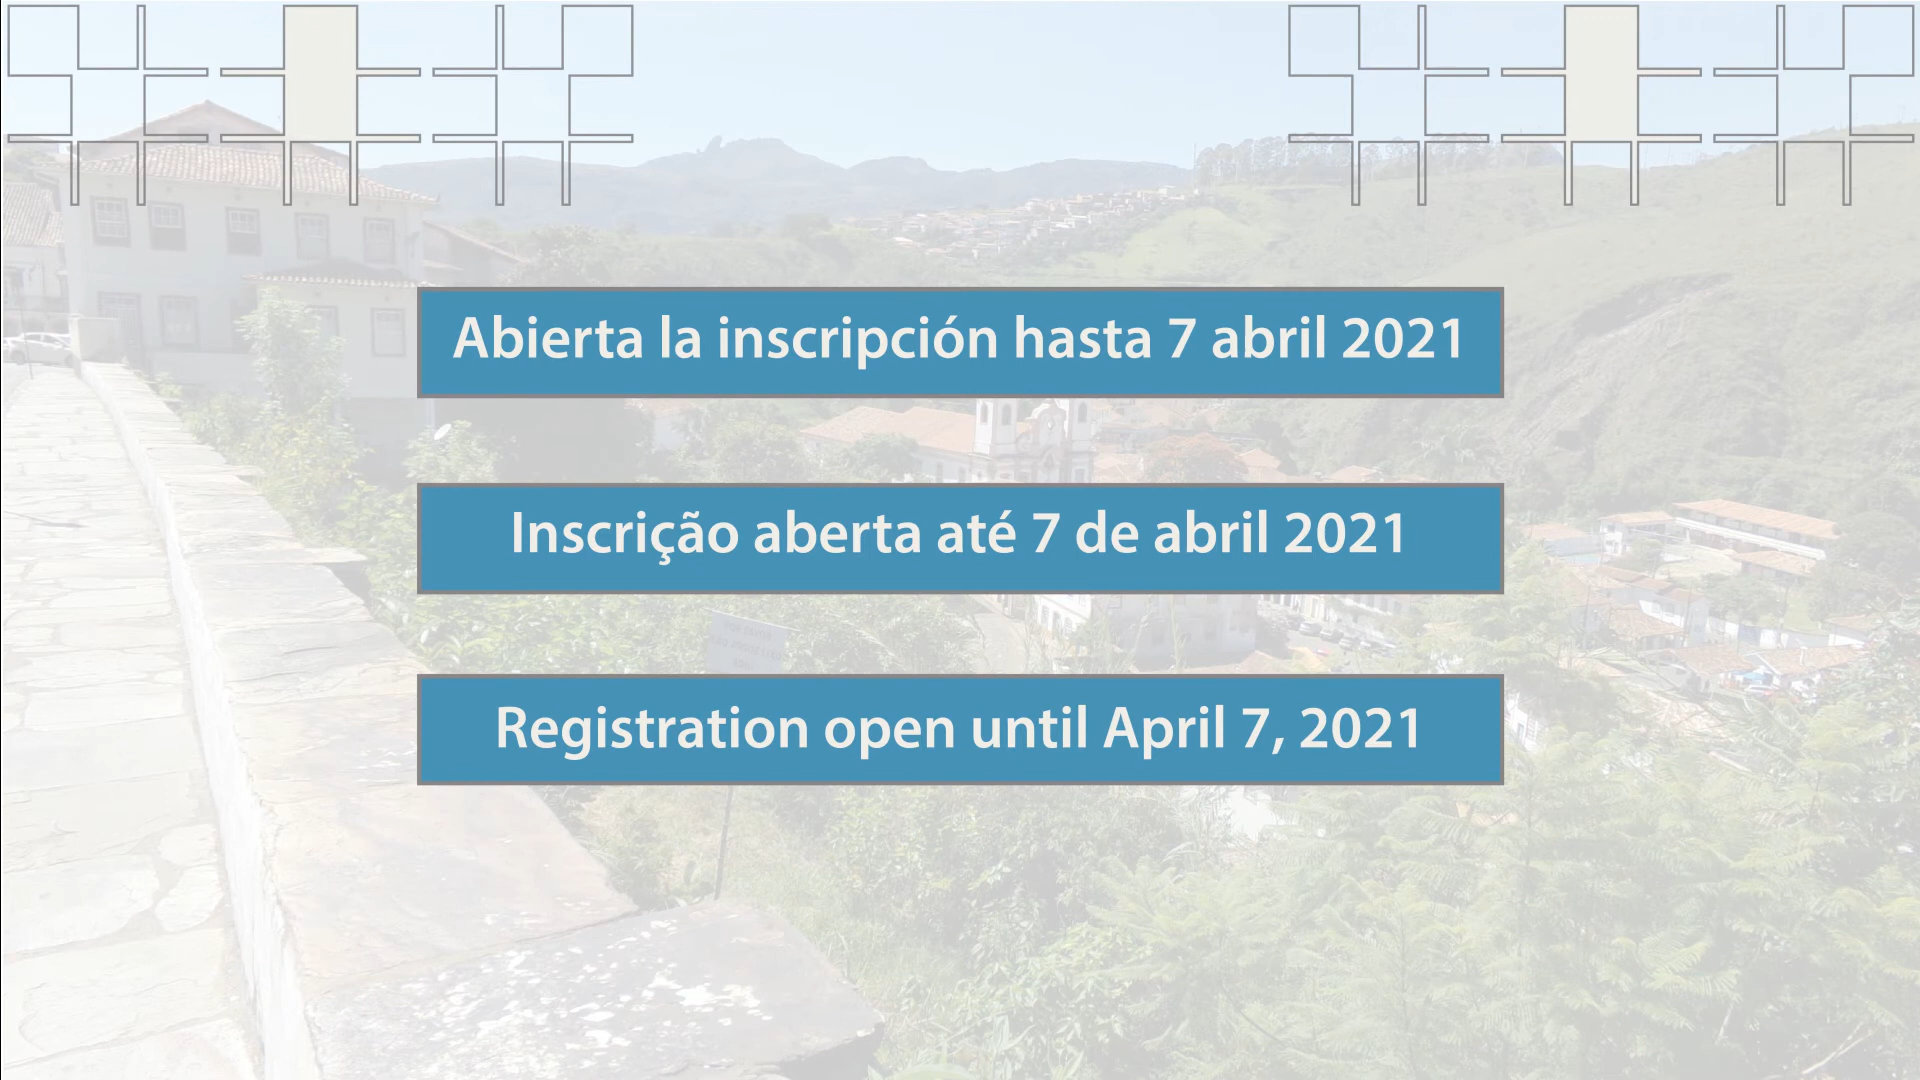 Abierta la inscripción hasta 7 abril 2021
Inscrição aberta até 7 de abril 2021
Registration open until April 7, 2021